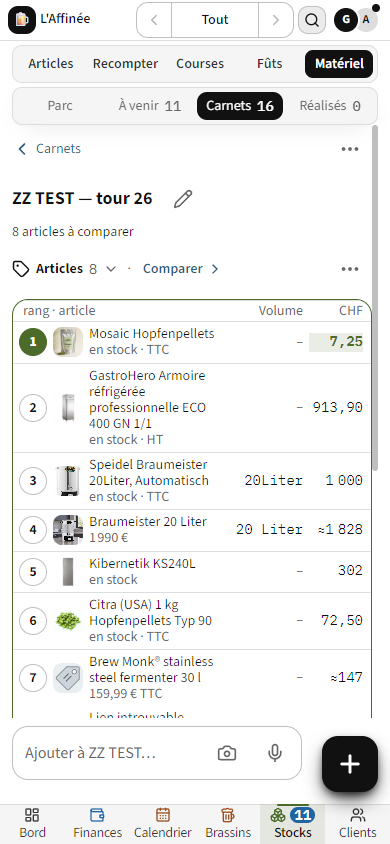 L'Affinée
Tout
G A
Articles Recompter Courses Fûts Matériel
Parc À venir 11 Carnets 16 Réalisés 0
Carnets
ZZ TEST — tour 26
8 articles à comparer
Articles 8 · Comparer
rang · article Volume CHF
1 Mosaic Hopfenpellets – 7,25
en stock · TTC
GastroHero Armoire
réfrigérée
2 professionnelle ECO – 913,90
400 GN 1/1
en stock · HT
Speidel Braumeister
3 20Liter, Automatisch 20Liter 1 000
en stock · TTC
4 Braumeister 20 Liter 20 Liter ≈1 828
1990 €
5 Kibernetik KS240L – 302
en stock
Citra (USA) 1 kg
6 Hopfenpellets Typ 90 – 72,50
en stock · TTC
Brew Monk® stainless
7 steel fermenter 30 l – ≈147
159,99 € TTC
Lien introuvable
Ajouter à ZZ TEST…
11
Bord Finances Calendrier Brassins Stocks Clients